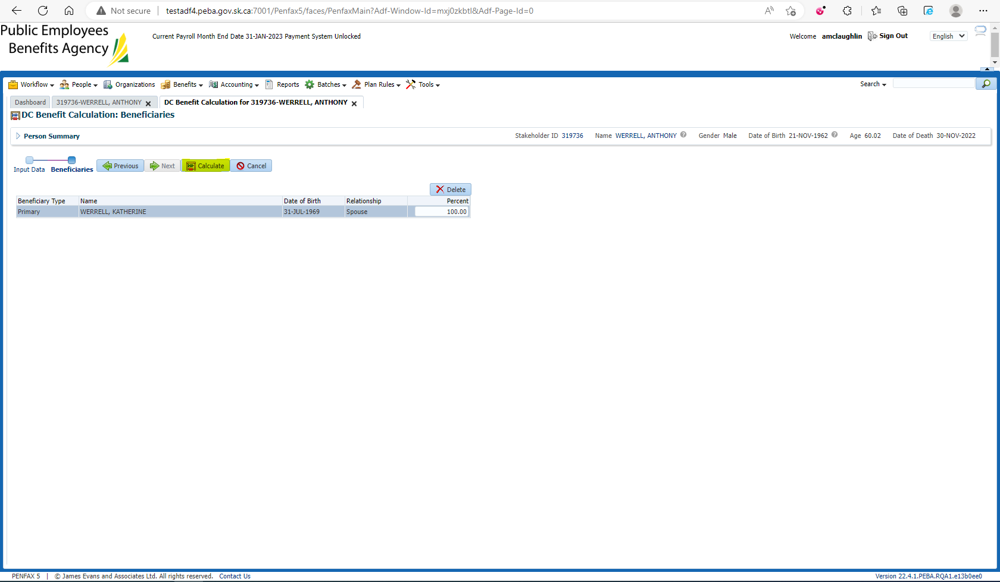 Not secure testadf4.peba.gov.sk.ca:7001/Penfax5/faces/PenfaxMain?Adf-Window-Id=mxj0zkbtl&Adf-Page-Id=0
Public Employees
Benefits Agency
Current Payroll Month End Date 31-JAN-2023 Payment System Unlocked
Welcome amclaughlin Sign Out English
Workflow People Organizations Benefits Accounting Reports Batches Plan Rules Tools Search
Dashboard 319736-WERRELL, ANTHONY DC Benefit Calculation for 319736-WERRELL, ANTHONY
DC Benefit Calculation: Beneficiaries
Person Summary Stakeholder ID 319736 Name WERRELL, ANTHONY Gender Male Date of Birth 21-NOV-1962 Age 60.02 Date of Death 30-NOV-2022
Input Data Beneficiaries Previous Next Calculate Cancel
Delete
Beneficiary Type Name Date of Birth Relationship Percent
Primary WERRELL, KATHERINE 31-JUL-1969 Spouse 100.00
PENFAX 5 | © James Evans and Associates Ltd. All rights reserved. Contact Us Version 22.4.1.PEBA.RQA1.e13b0ee0